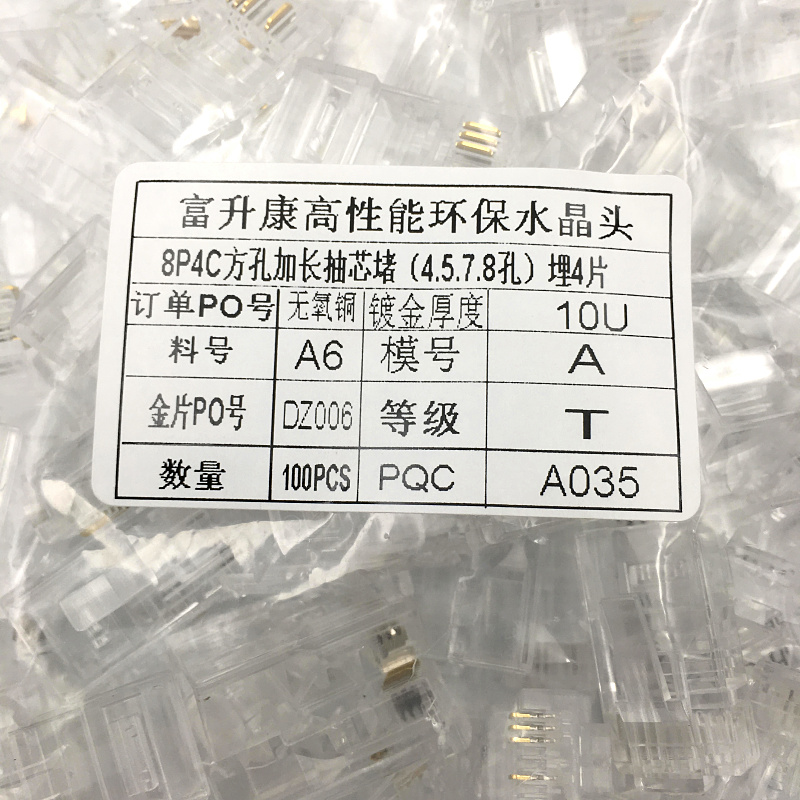 富升康高性能环保水晶头
8P4C方孔加长抽芯堵（4.5.7.8孔）埋4片
订单PO号 无氧铜 镀金厚度 10U
料号 A6 模号 A
金片PO号 DZ006 等级 T
数量 100PCS PQC A035